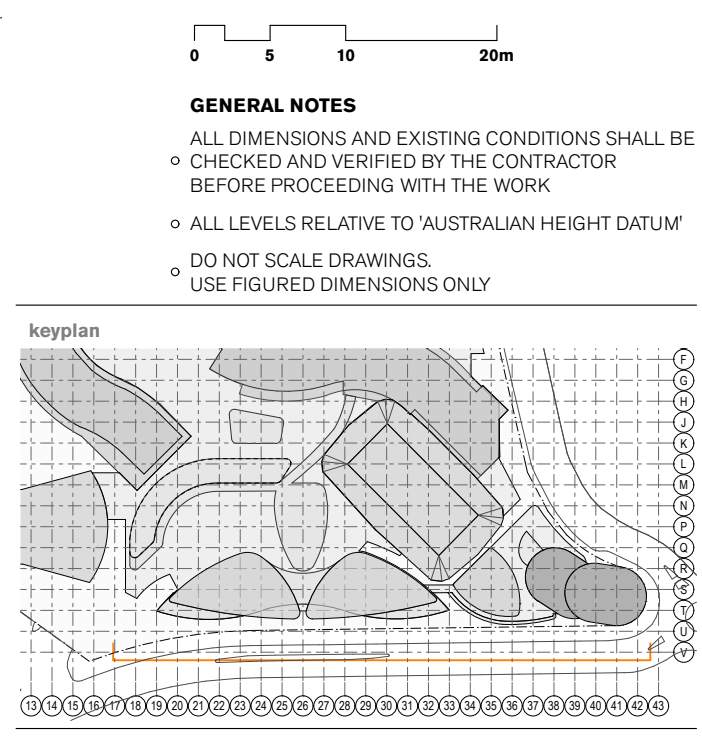 0 5 10 20m
GENERAL NOTES
ALL DIMENSIONS AND EXISTING CONDITIONS SHALL BE
CHECKED AND VERIFIED BY THE CONTRACTOR
BEFORE PROCEEDING WITH THE WORK
ALL LEVELS RELATIVE TO 'AUSTRALIAN HEIGHT DATUM'
DO NOT SCALE DRAWINGS.
USE FIGURED DIMENSIONS ONLY
keyplan
F
G
H
J
K
L
M
N
P
Q
R
S
T
U
V
13 14 15 16 17 18 19 20 21 22 23 24 25 26 27 28 29 30 31 32 33 34 35 36 37 38 39 40 41 42 43